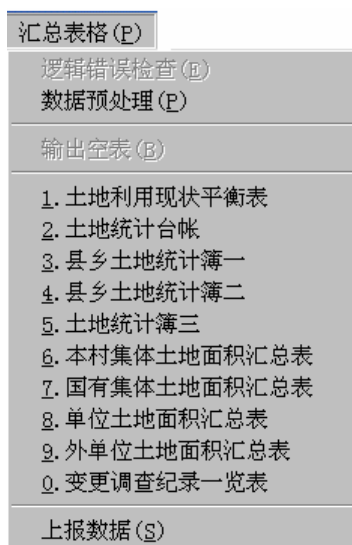 汇总表格(P)
逻辑错误检查(E)
数据预处理(P)
输出空表(B)
1.土地利用现状平衡表
2.土地统计台帐
3.县乡土地统计簿一
4.县乡土地统计簿二
5.土地统计簿三
6.本村集体土地面积汇总表
7.国有集体土地面积汇总表
8.单位土地面积汇总表
9.外单位土地面积汇总表
0.变更调查纪录一览表
上报数据(S)